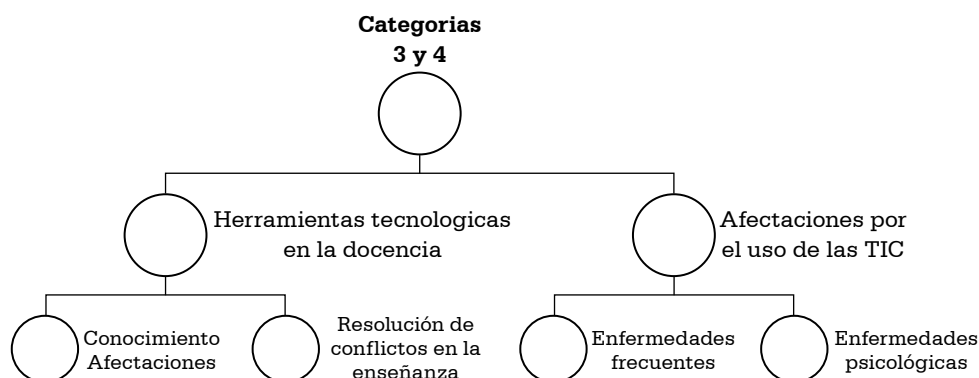 Categorias
3 y 4
Herramientas tecnologicas
en la docencia
Afectaciones por
el uso de las TIC
Conocimiento
Afectaciones
Resolución de
conflictos en la
enseñanza
Enfermedades
frecuentes
Enfermedades
psicológicas